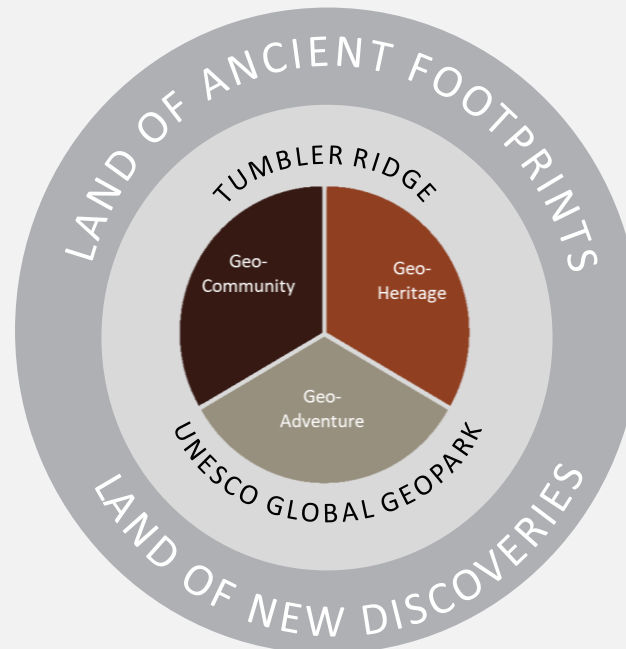 LAND OF ANCIENT FOOTPRINTS
TUMBLER RIDGE
Geo-
Community
Geo-
Heritage
Geo-
Adventure
UNESCO GLOBAL GEOPARK
LAND OF NEW DISCOVERIES